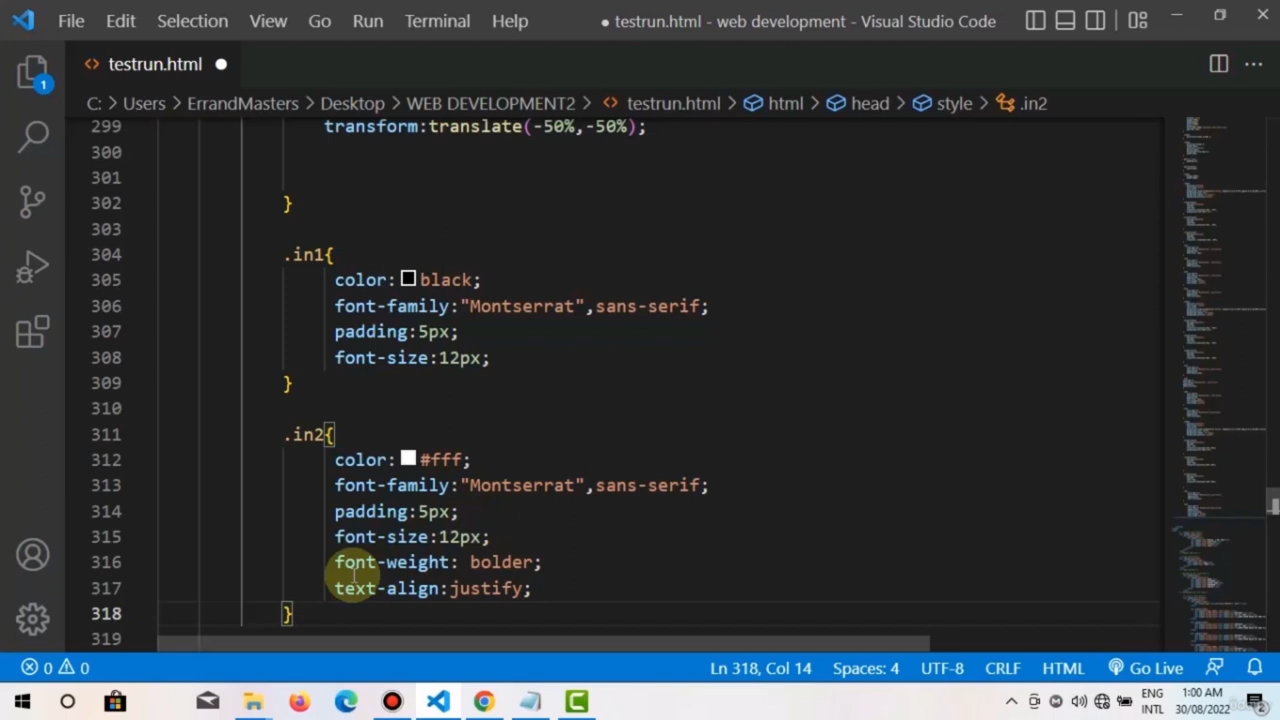 File Edit Selection View Go Run Terminal Help ● testrun.html - web development - Visual Studio Code
testrun.html
C: > Users > ErrandMasters > Desktop > WEB DEVELOPMENT2 > testrun.html > html > head > style > .in2
1
299 transform:translate(-50%,-50%);
300
301
302 }
303
304 .in1{
305 color: black;
306 font-family:"Montserrat",sans-serif;
307 padding:5px;
308 font-size:12px;
309 }
310
311 .in2{
312 color: #fff;
313 font-family:"Montserrat",sans-serif;
314 padding:5px;
315 font-size:12px;
316 font-weight: bolder;
317 text-align:justify;
318 }
319
0 0 Ln 318, Col 14 Spaces: 4 UTF-8 CRLF HTML Go Live
ENG 1:00 AM
INTL 30/08/2022